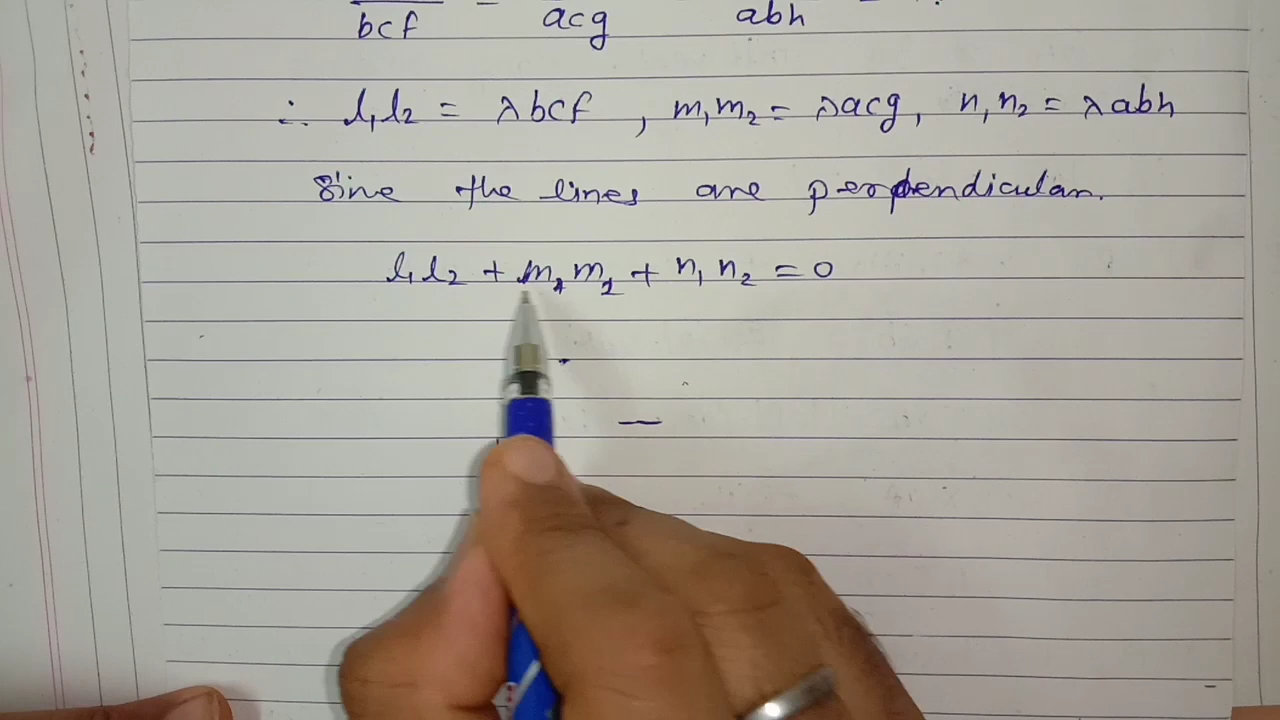 bcf acg abh
∴ l₁l₂ = λbcf , m₁m₂ = λacg, n₁n₂ = λabh
Sine the lines are perpendicular.
l₁l₂ + m₁m₂ + n₁n₂ = 0